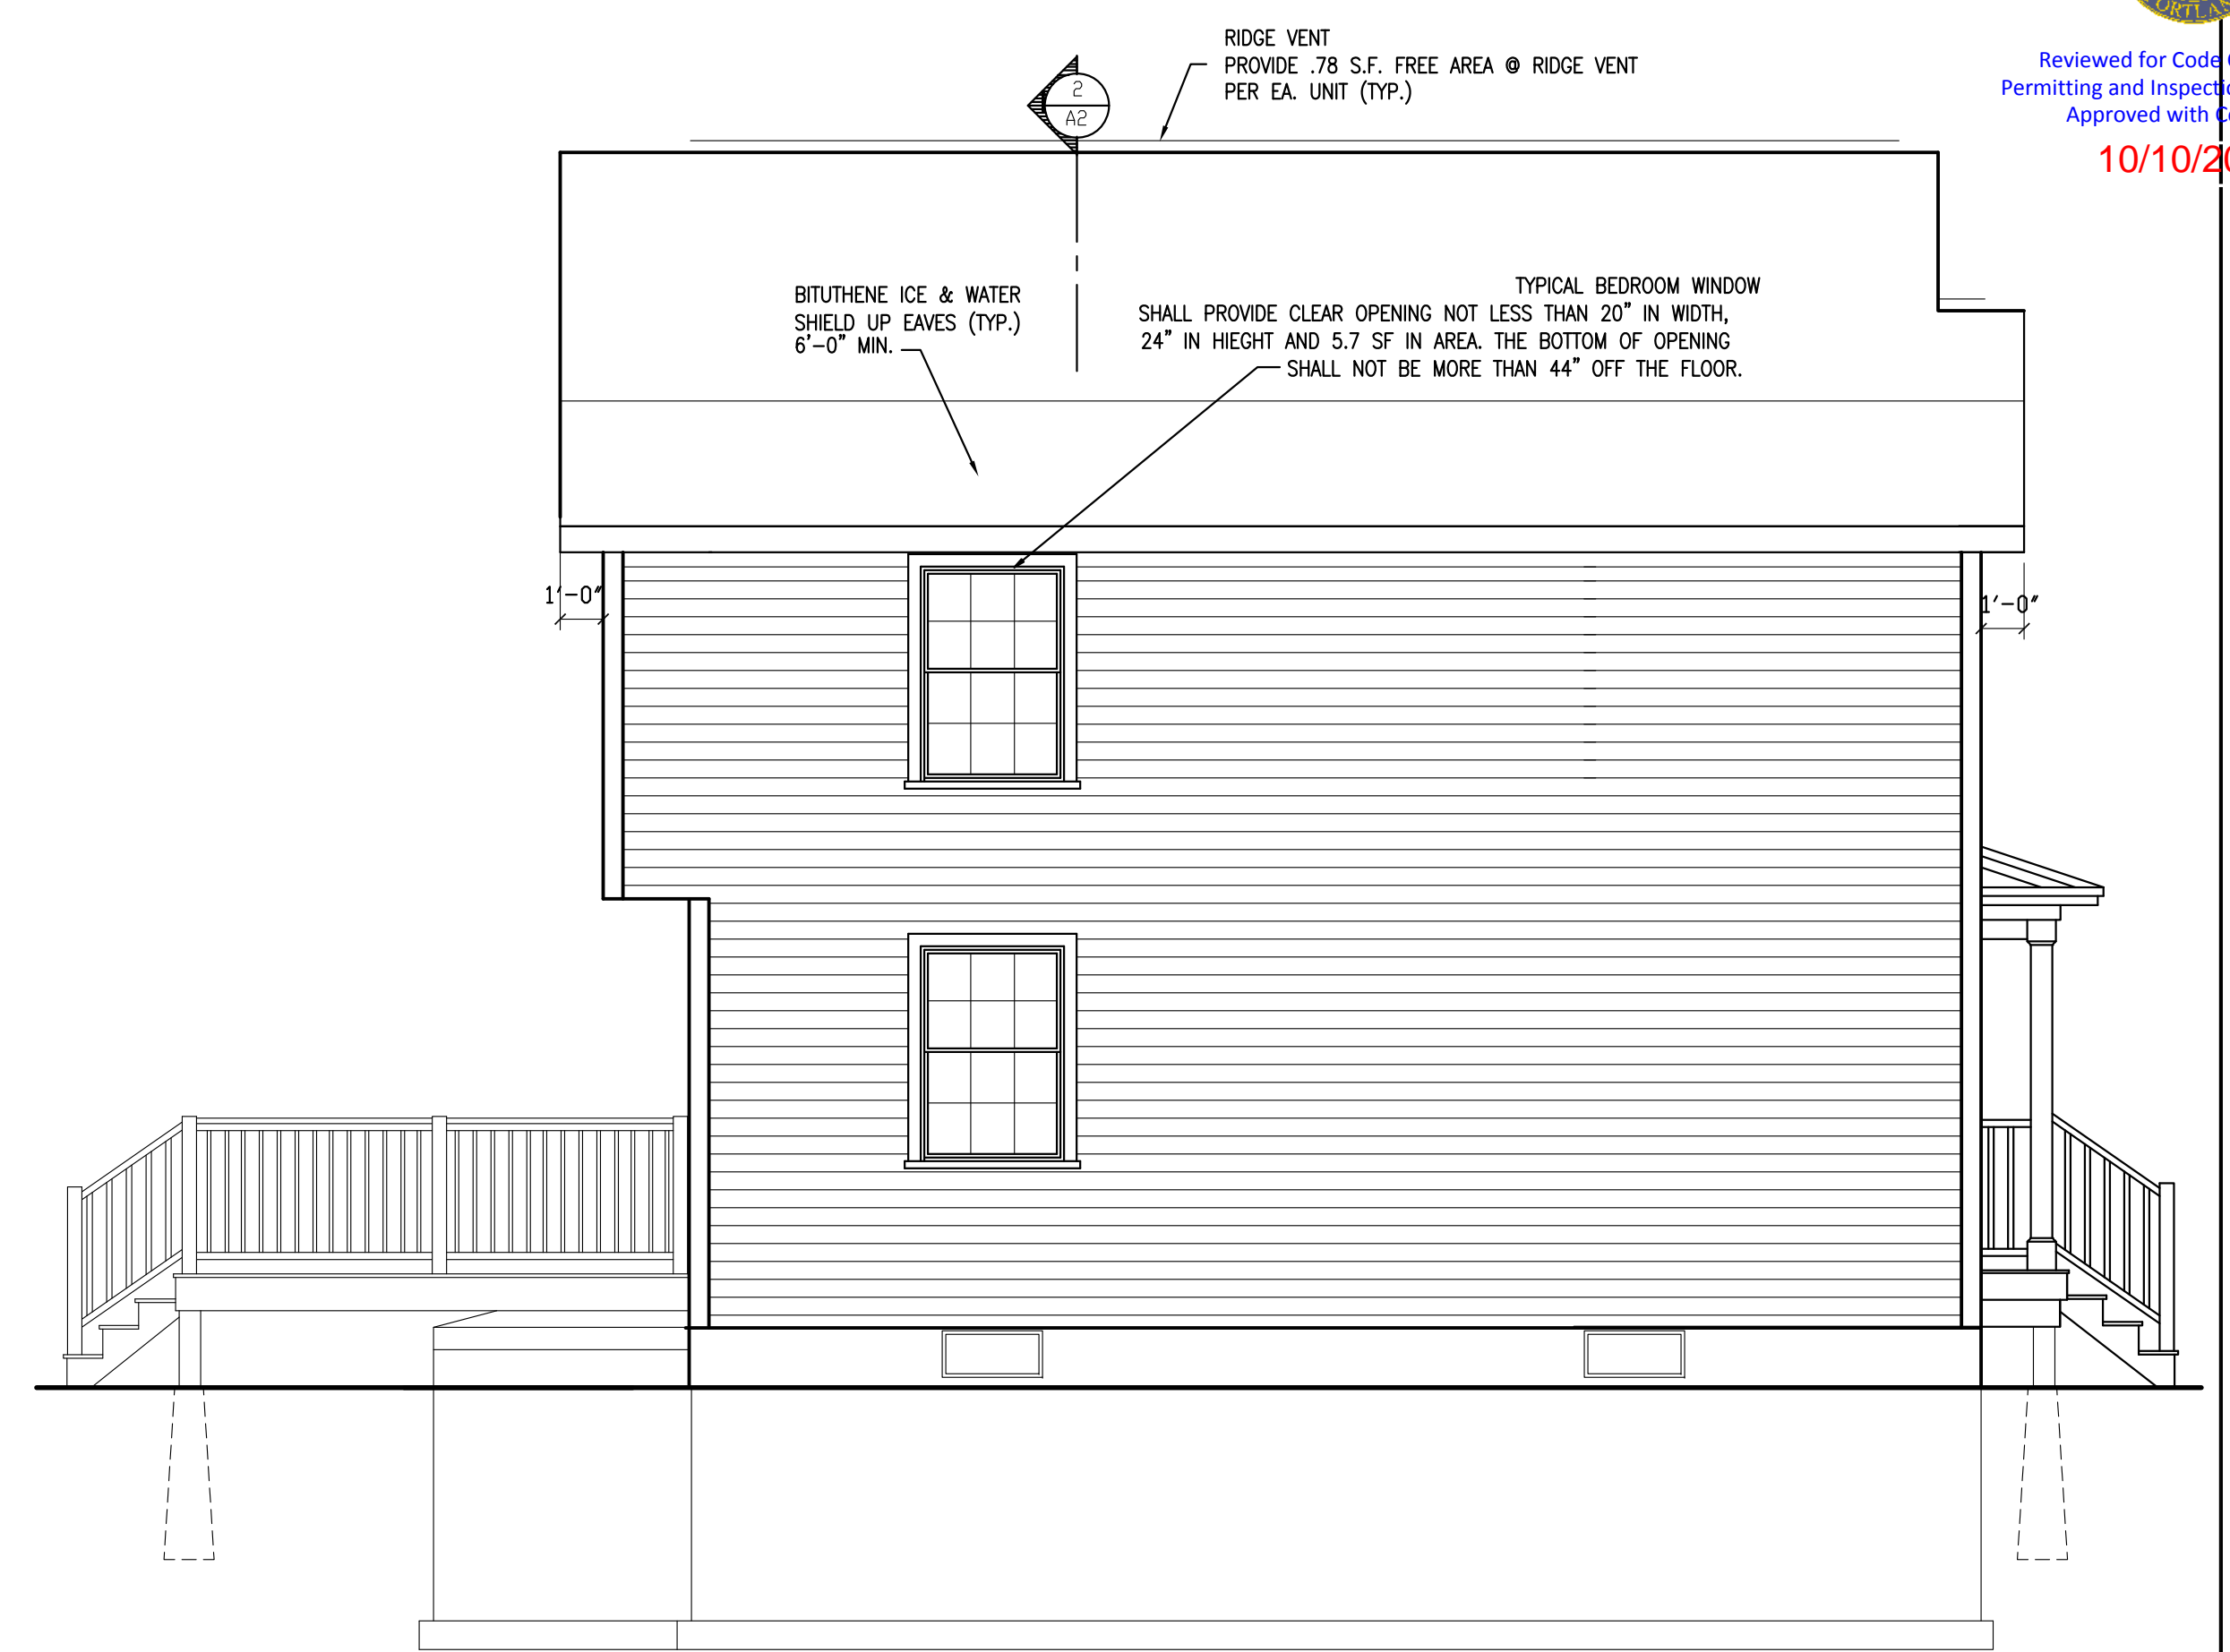 RIDGE VENT
PROVIDE .78 S.F. FREE AREA @ RIDGE VENT
PER EA. UNIT (TYP.)
2
A2
Reviewed for Code
Permitting and
Approved with
10/10/20
BITUTHENE ICE & WATER
SHIELD UP EAVES (TYP.)
6'-0" MIN.
TYPICAL BEDROOM WINDOW
SHALL PROVIDE CLEAR OPENING NOT LESS THAN 20" IN WIDTH,
24" IN HIEGHT AND 5.7 SF IN AREA. THE BOTTOM OF OPENING
SHALL NOT BE MORE THAN 44" OFF THE FLOOR.
1'-0"
1'-0"